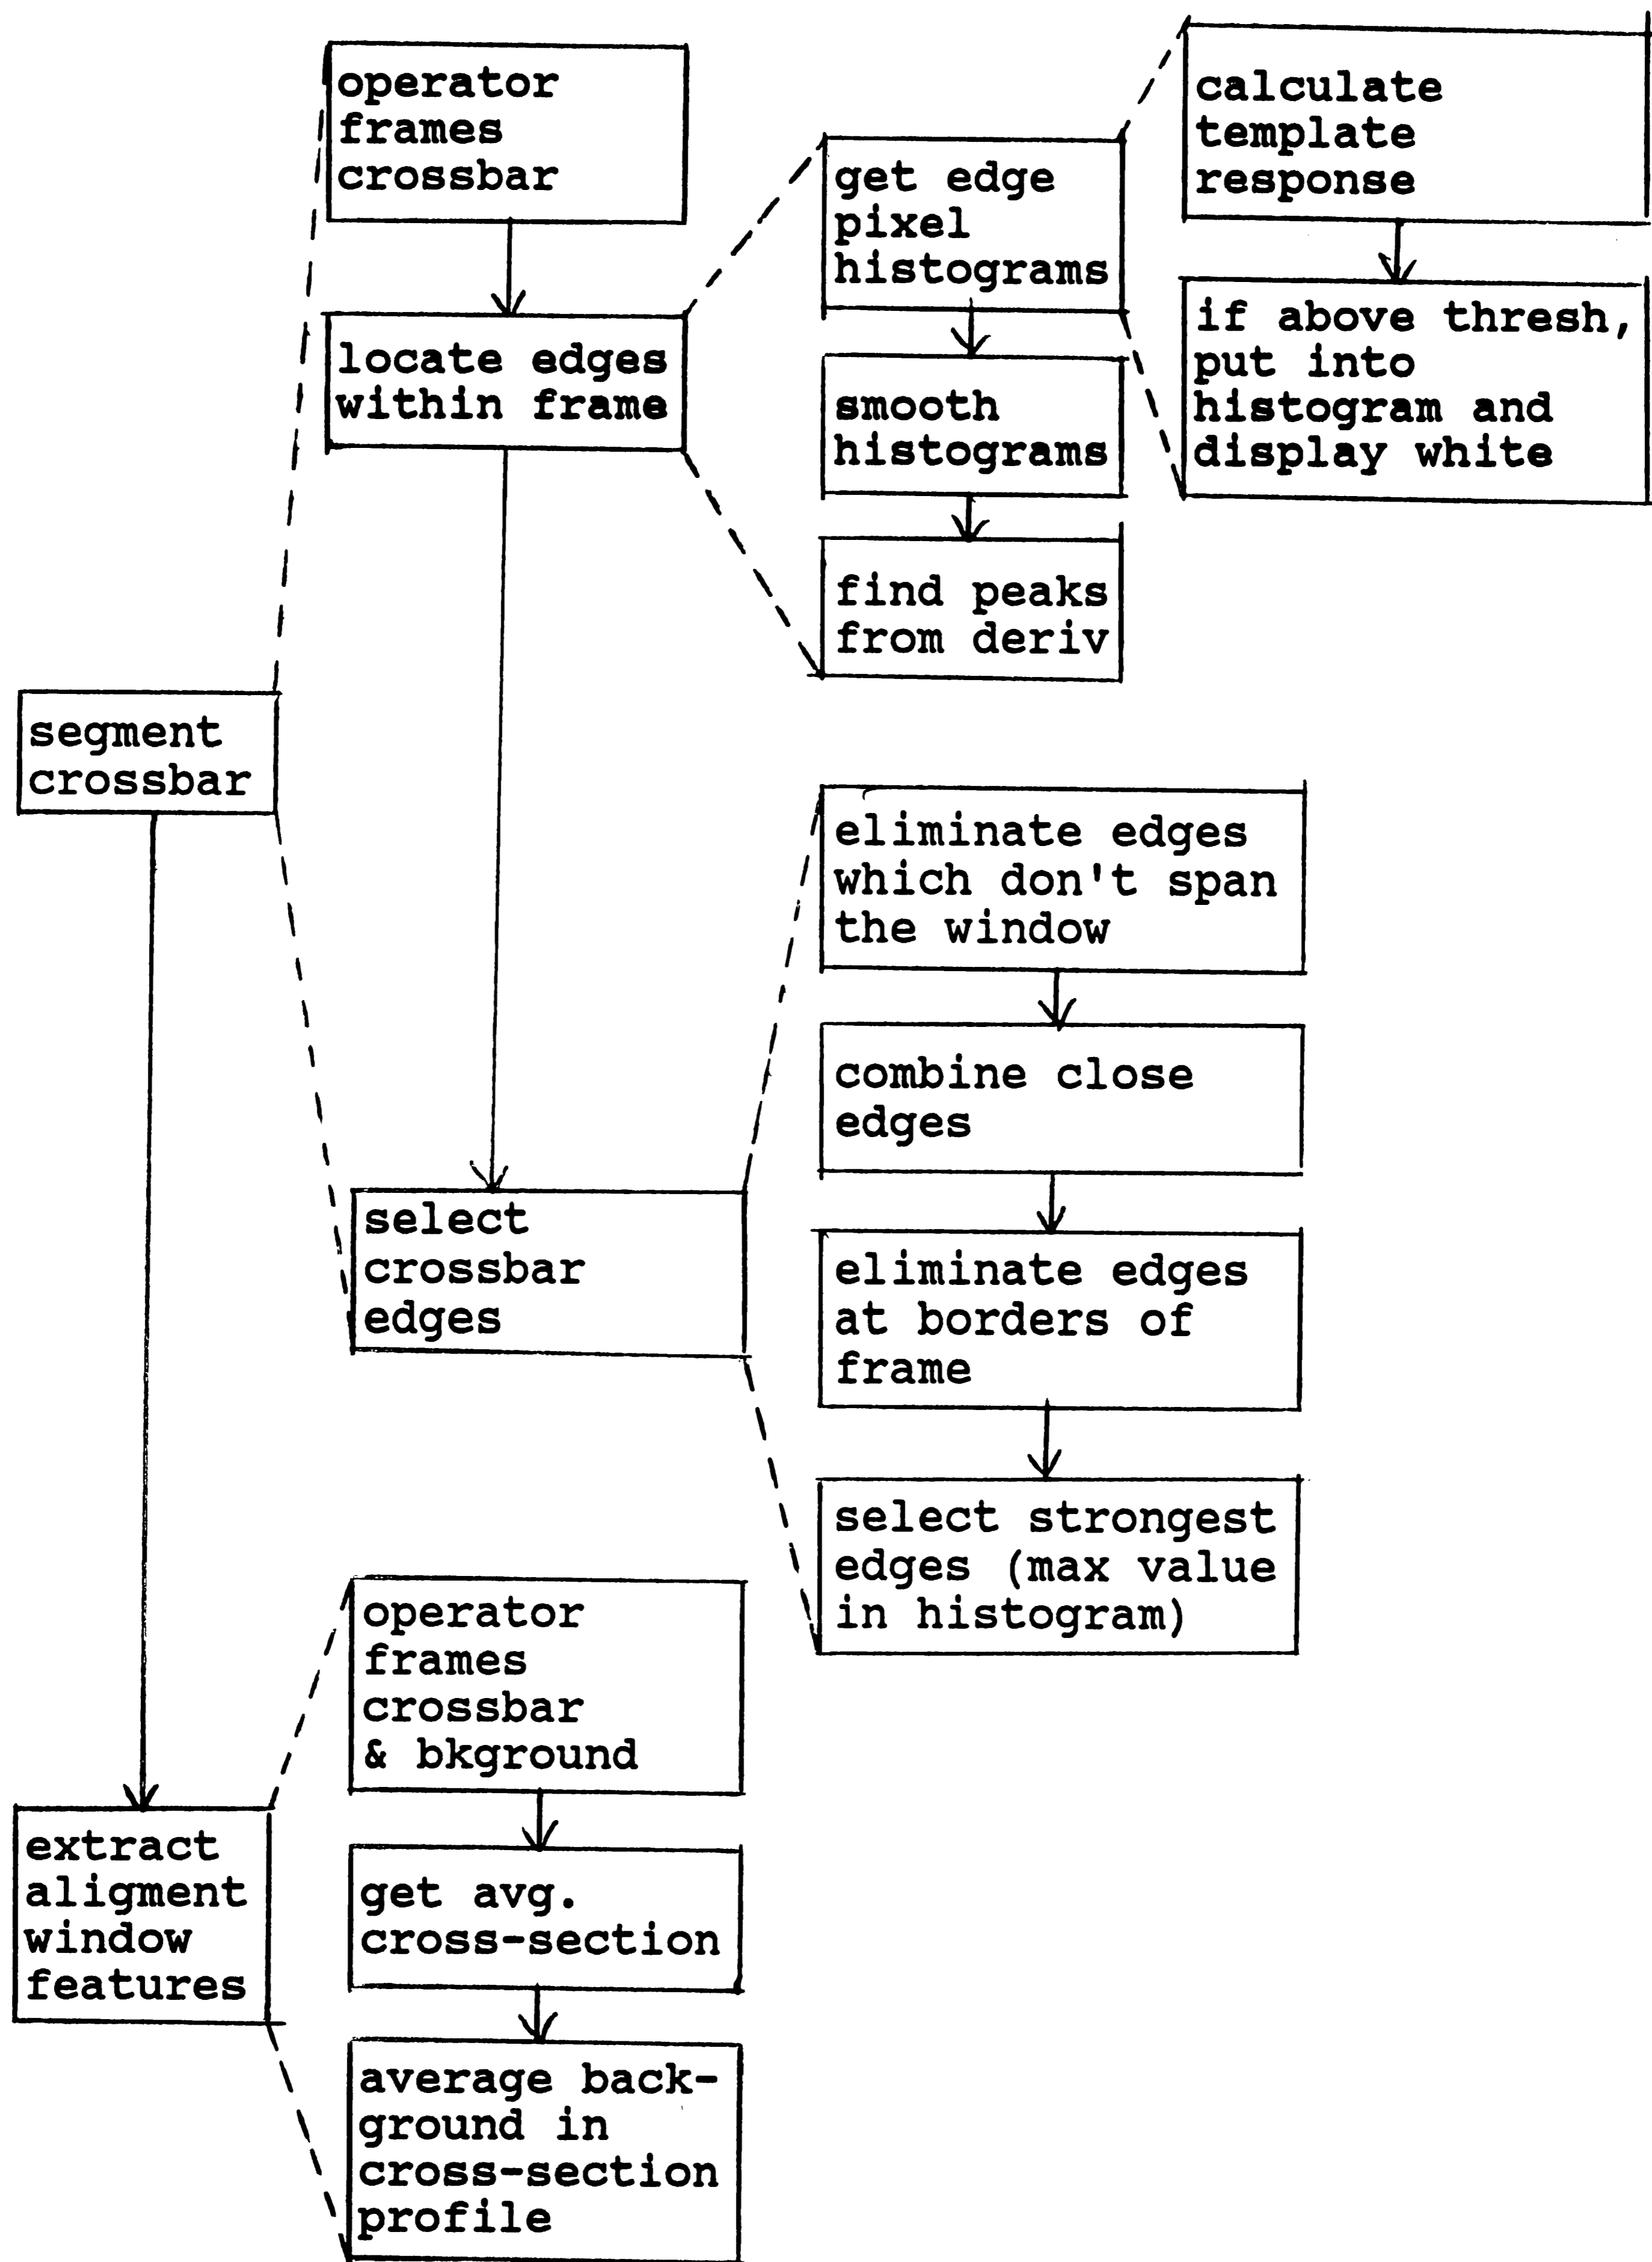 operator
frames
crossbar
locate edges
within frame
get edge
pixel
histograms
smooth
histograms
find peaks
from deriv
calculate
template
response
if above thresh,
put into
histogram and
display white
segment
crossbar
select
crossbar
edges
eliminate edges
which don't span
the window
combine close
edges
eliminate edges
at borders of
frame
select strongest
edges (max value
in histogram)
extract
aligment
window
features
operator
frames
crossbar
& bkground
get avg.
cross-section
average back-
ground in
cross-section
profile